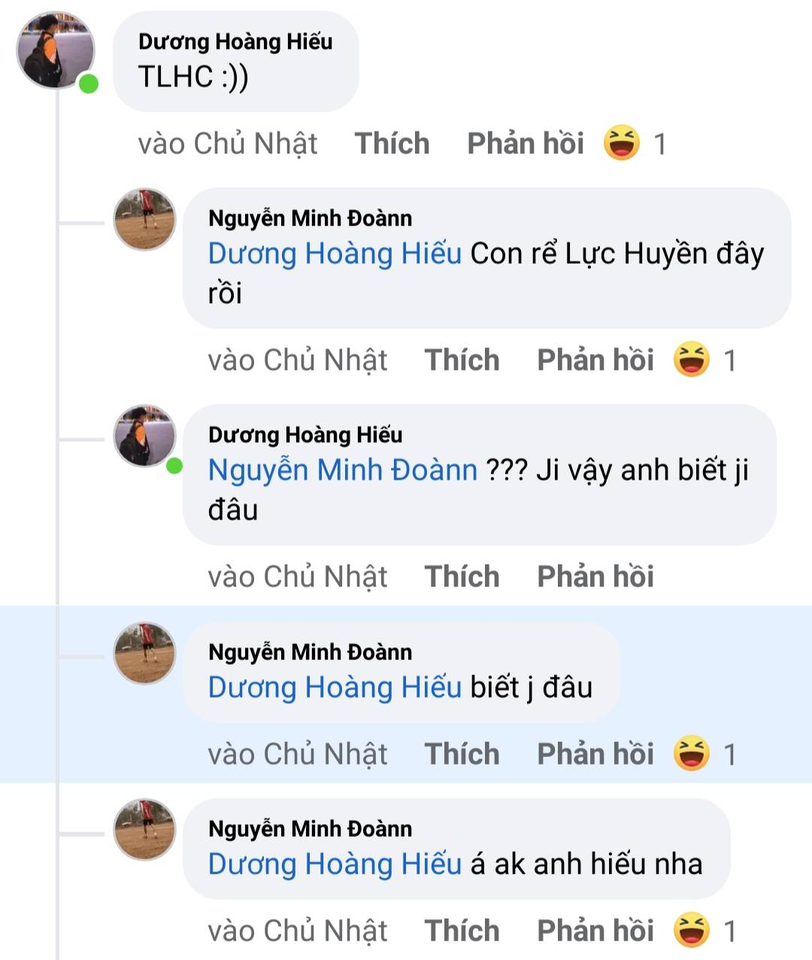 Dương Hoàng Hiếu
TLHC :))
vào Chủ Nhật Thích Phản hồi 1
Nguyễn Minh Đoànn
Dương Hoàng Hiếu Con rể Lực Huyền đây
rồi
vào Chủ Nhật Thích Phản hồi 1
Dương Hoàng Hiếu
Nguyễn Minh Đoànn ??? Ji vậy anh biết ji
đâu
vào Chủ Nhật Thích Phản hồi
Nguyễn Minh Đoànn
Dương Hoàng Hiếu biết j đâu
vào Chủ Nhật Thích Phản hồi 1
Nguyễn Minh Đoànn
Dương Hoàng Hiếu á ak anh hiếu nha
vào Chủ Nhật Thích Phản hồi 1